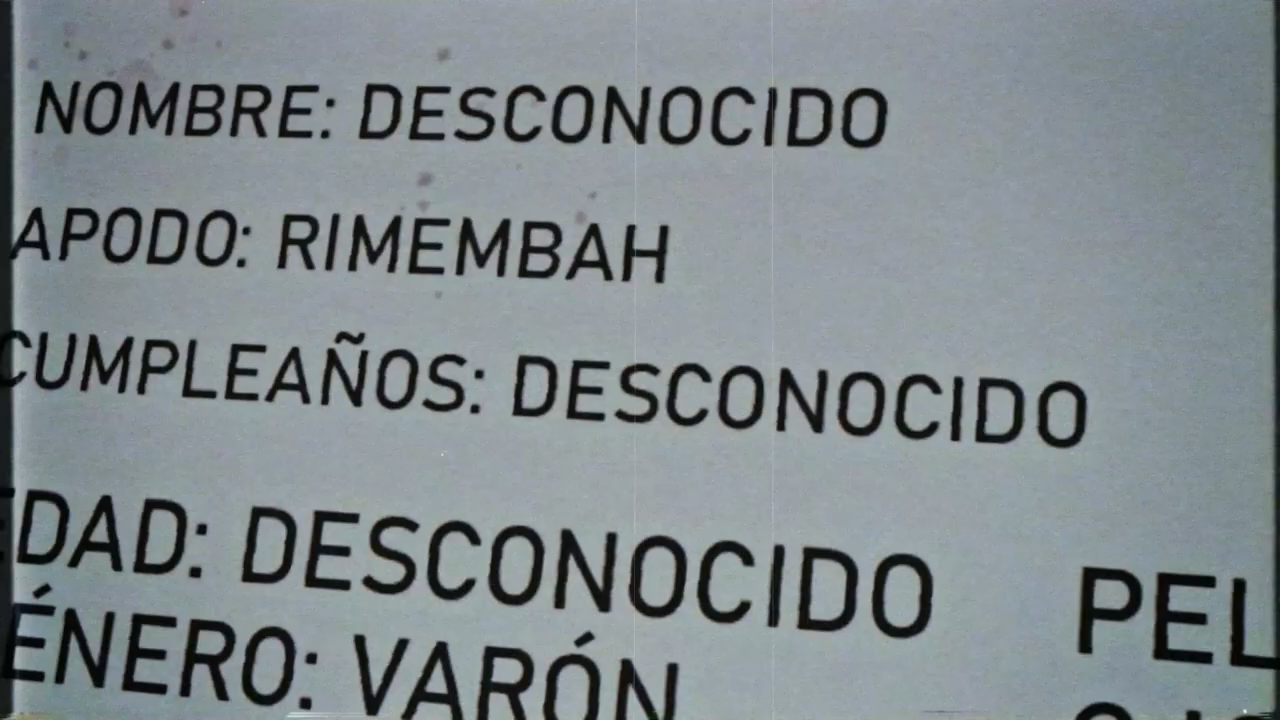 NOMBRE: DESCONOCIDO
APODO: RIMEMBAH
CUMPLEAÑOS: DESCONOCIDO
EDAD: DESCONOCIDO
ÉNERO: VARÓN
PEL